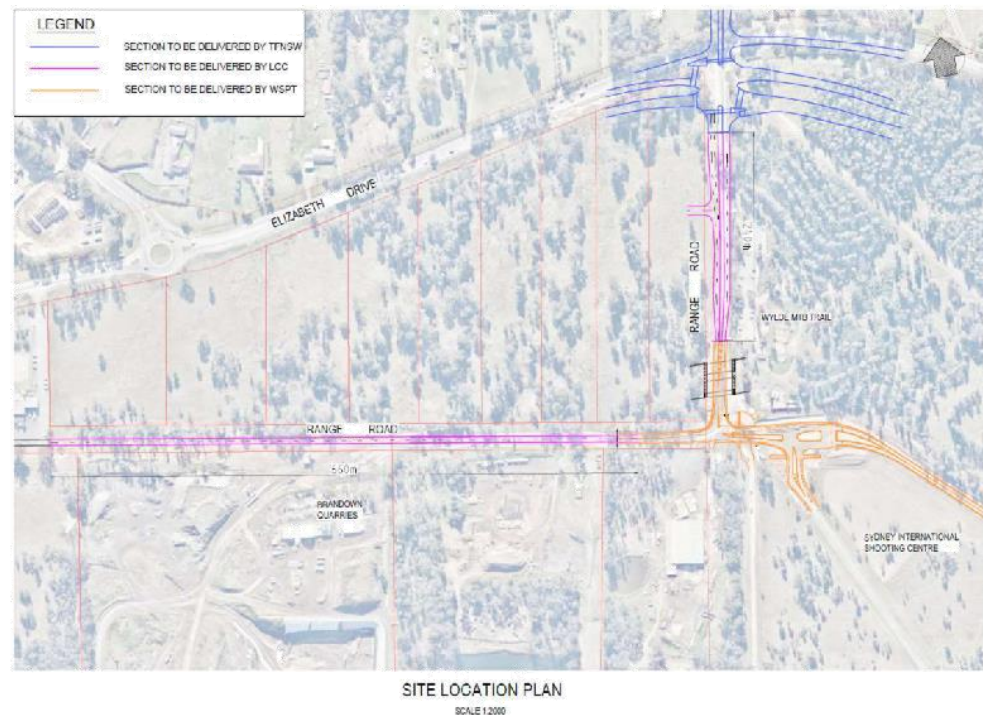 LEGEND
SECTION TO BE DELIVERED BY TFNSW
SECTION TO BE DELIVERED BY LCC
SECTION TO BE DELIVERED BY WSPT
ELIZABETH DRIVE
RANGE ROAD
WYLDE MTB TRAIL
RANGE ROAD
BRANDOWN
QUARRIES
SYDNEY INTERNATIONAL
SHOOTING CENTRE
SITE LOCATION PLAN
SCALE 1:2000